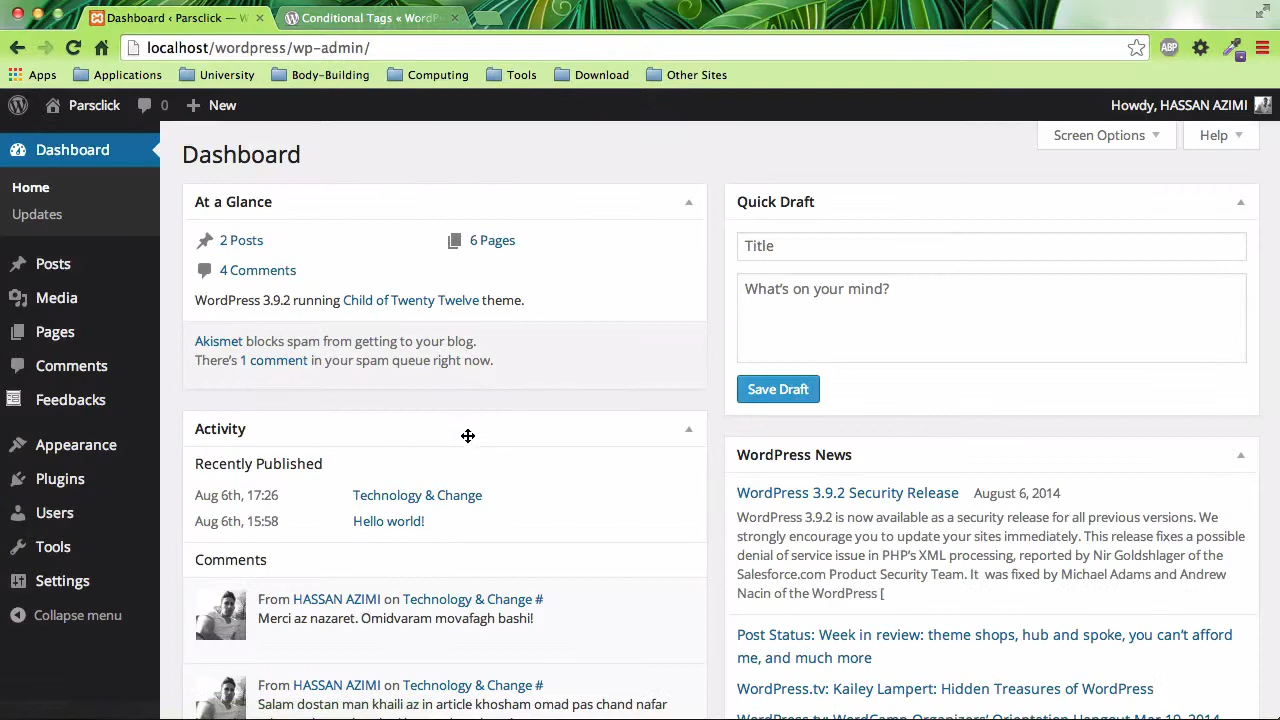 Dashboard ‹ Parsclick — W
Conditional Tags « WordPr
localhost/wordpress/wp-admin/
ABP
Apps Applications University Body-Building Computing Tools Download Other Sites
Parsclick 0 New
Howdy, HASSAN AZIMI
Dashboard
Home
Updates
Posts
Media
Pages
Comments
Feedbacks
Appearance
Plugins
Users
Tools
Settings
Collapse menu
Screen Options
Help
Dashboard
At a Glance
2 Posts
6 Pages
4 Comments
WordPress 3.9.2 running Child of Twenty Twelve theme.
Akismet blocks spam from getting to your blog.
There's 1 comment in your spam queue right now.
Activity
Recently Published
Aug 6th, 17:26 Technology & Change
Aug 6th, 15:58 Hello world!
Comments
From HASSAN AZIMI on Technology & Change #
Merci az nazaret. Omidvaram movafagh bashi!
From HASSAN AZIMI on Technology & Change #
Salam dostan man khaili az in article khosham omad pas chand nafar
Quick Draft
Title
What's on your mind?
Save Draft
WordPress News
WordPress 3.9.2 Security Release August 6, 2014
WordPress 3.9.2 is now available as a security release for all previous versions. We
strongly encourage you to update your sites immediately. This release fixes a possible
denial of service issue in PHP's XML processing, reported by Nir Goldshlager of the
Salesforce.com Product Security Team. It  was fixed by Michael Adams and Andrew
Nacin of the WordPress [
Post Status: Week in review: theme shops, hub and spoke, you can't afford
me, and much more
WordPress.tv: Kailey Lampert: Hidden Treasures of WordPress
WordPress.tv: WordCamp Organizers' Orientation Hangout Mar 10, 2014